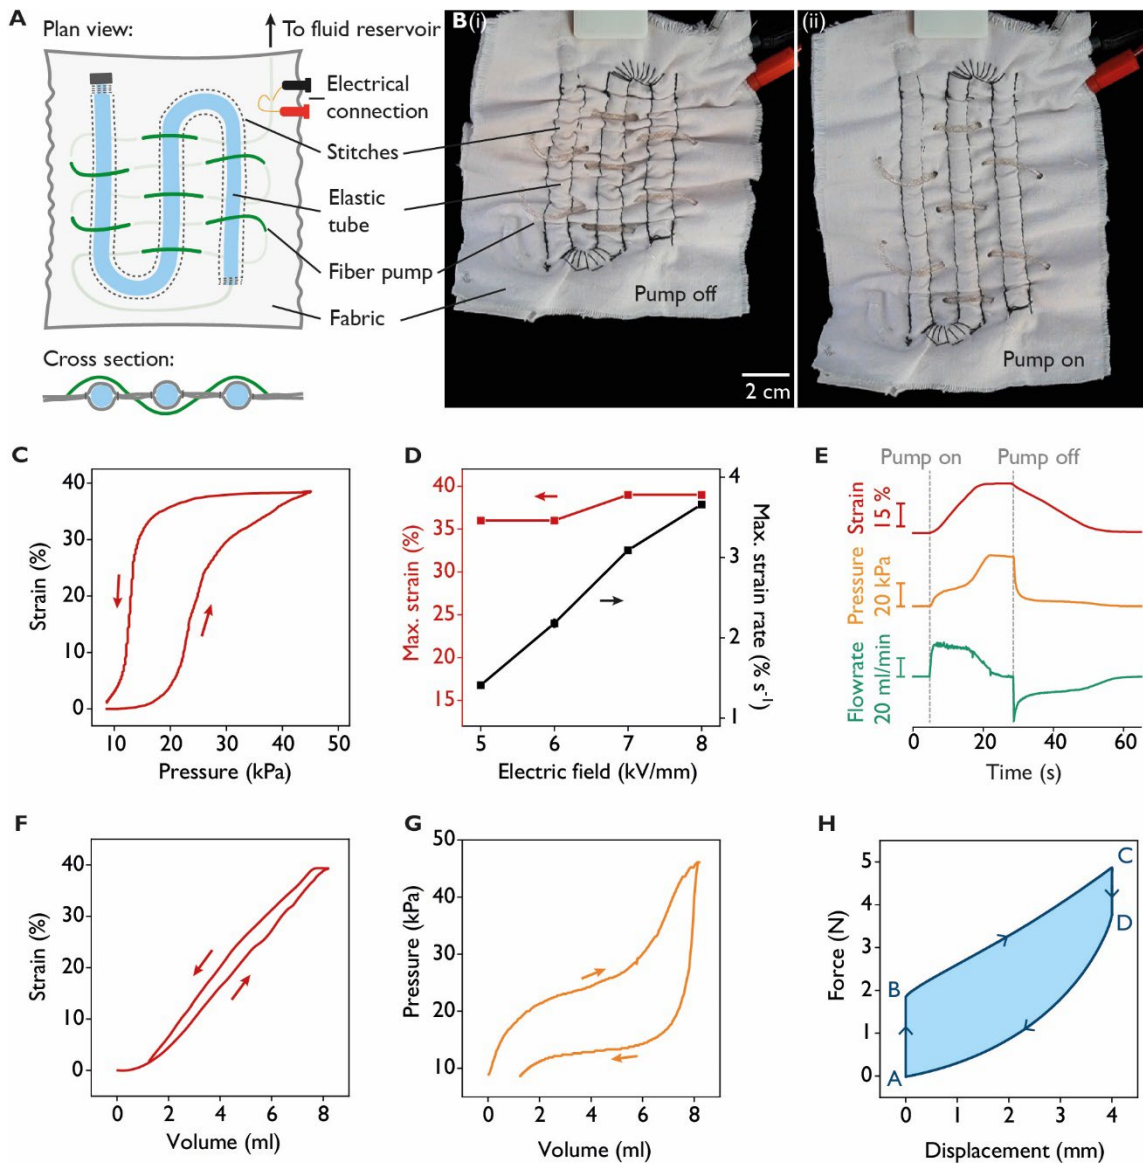 A
Plan view:
To fluid reservoir
Electrical
connection
Stitches
Elastic
tube
Fiber pump
Fabric
Cross section:
B(i)
Pump off
2 cm
(ii)
Pump on
C
Strain (%)
40
30
20
10
0
10 20 30 40 50
Pressure (kPa)
D
Max. strain (%)
40
35
30
25
20
15
4
3
2
1
Max. strain rate (% s⁻¹)
5 6 7 8
Electric field (kV/mm)
E
Pump on Pump off
Strain
15 %
Pressure
20 kPa
Flowrate
20 ml/min
0 20 40 60
Time (s)
F
Strain (%)
40
30
20
10
0
0 2 4 6 8
Volume (ml)
G
Pressure (kPa)
50
40
30
20
10
0 2 4 6 8
Volume (ml)
H
Force (N)
5
4
3
2
1
0
A
B
C
D
0 1 2 3 4
Displacement (mm)